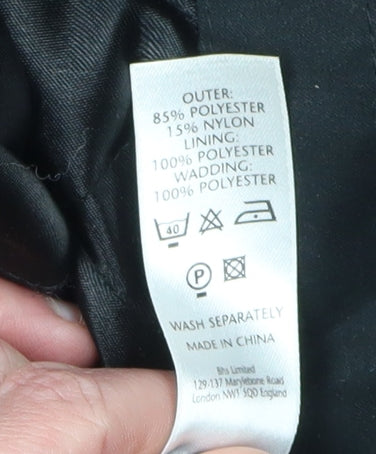 OUTER:
85% POLYESTER
15% NYLON
LINING:
100% POLYESTER
WADDING:
100% POLYESTER
40
P
WASH SEPARATELY
MADE IN CHINA
Bhs Limited
129-137 Marylebone Road
London NW1 5QD England